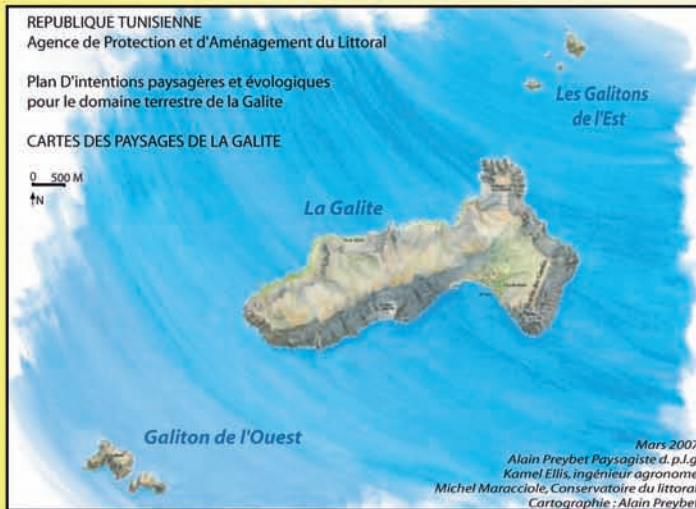 REPUBLIQUE TUNISIENNE
Agence de Protection et d'Aménagement du Littoral
Plan D'intentions paysagères et évologiques
pour le domaine terrestre de la Galite
CARTES DES PAYSAGES DE LA GALITE
0 500 M
N
Les Galitons
de l'Est
La Galite
Galiton de l'Ouest
Mars 2007
Alain Preybet Paysagiste d.p.l.g
Kamel Ellis, ingénieur agronome
Michel Maracciole, Conservatoire du littoral
Cartographie : Alain Preybet